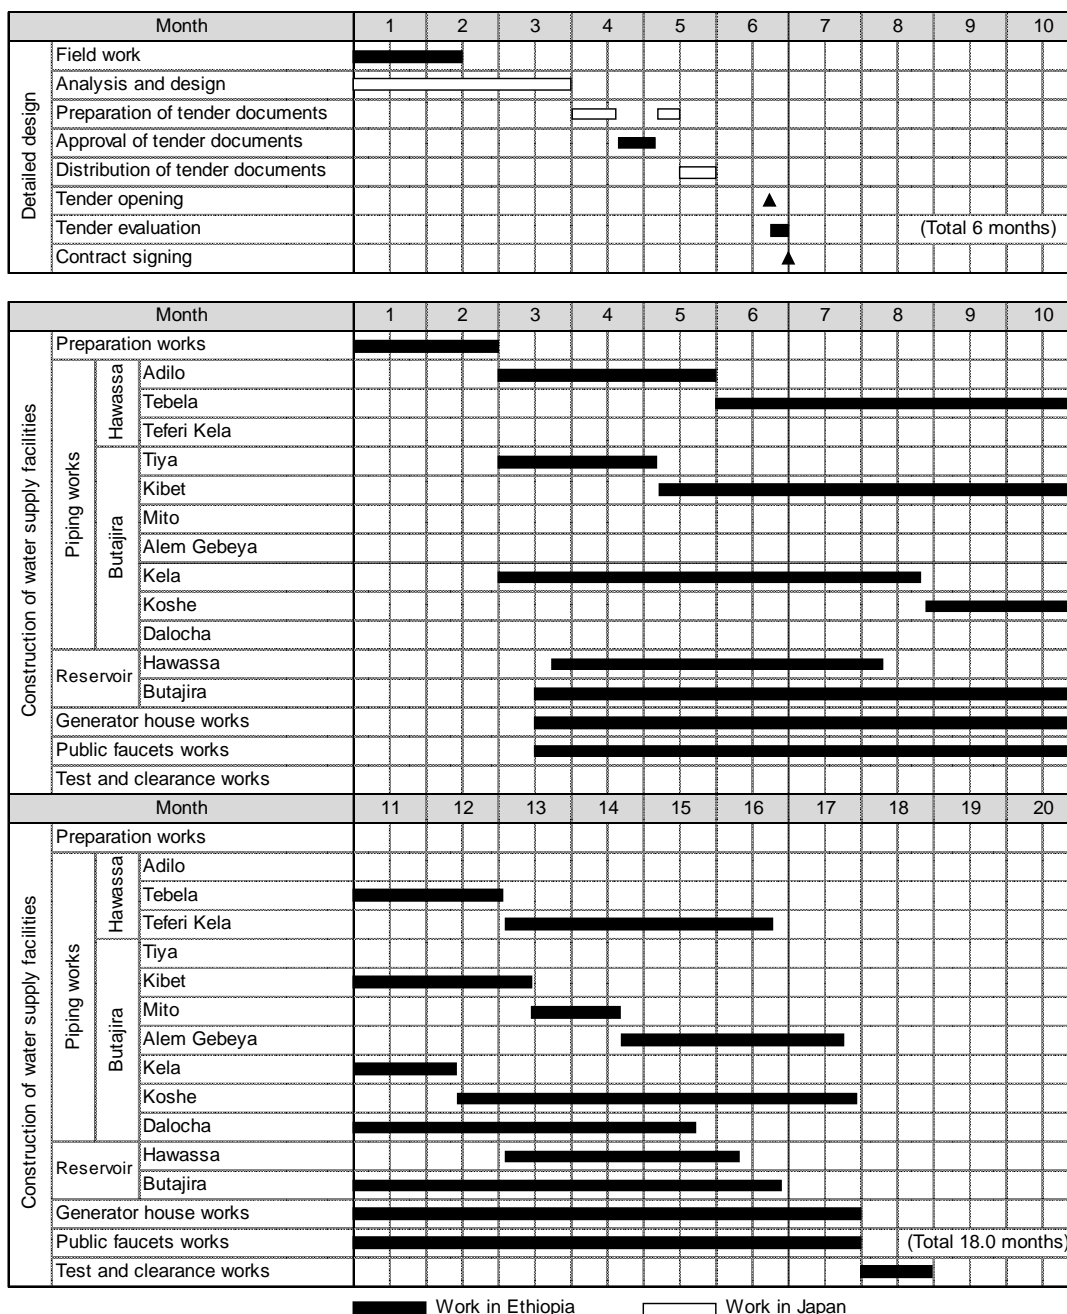 Month 1 2 3 4 5 6 7 8 9 10
Detailed design
Field work
Analysis and design
Preparation of tender documents
Approval of tender documents
Distribution of tender documents
Tender opening
Tender evaluation (Total 6 months)
Contract signing
Month 1 2 3 4 5 6 7 8 9 10
Construction of water supply facilities
Preparation works
Piping works
Hawassa
Adilo
Tebela
Teferi Kela
Butajira
Tiya
Kibet
Mito
Alem Gebeya
Kela
Koshe
Dalocha
Reservoir
Hawassa
Butajira
Generator house works
Public faucets works
Test and clearance works
Month 11 12 13 14 15 16 17 18 19 20
Construction of water supply facilities
Preparation works
Piping works
Hawassa
Adilo
Tebela
Teferi Kela
Butajira
Tiya
Kibet
Mito
Alem Gebeya
Kela
Koshe
Dalocha
Reservoir
Hawassa
Butajira
Generator house works
Public faucets works (Total 18.0 months)
Test and clearance works
Work in Ethiopia Work in Japan